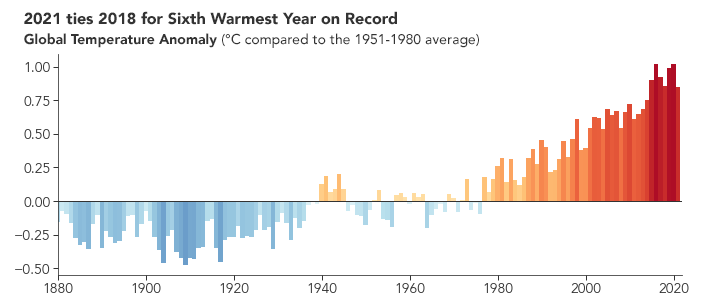 2021 ties 2018 for Sixth Warmest Year on Record
Global Temperature Anomaly (°C compared to the 1951-1980 average)
1.00
0.75
0.50
0.25
0.00
−0.25
−0.50
1880 1900 1920 1940 1960 1980 2000 2020